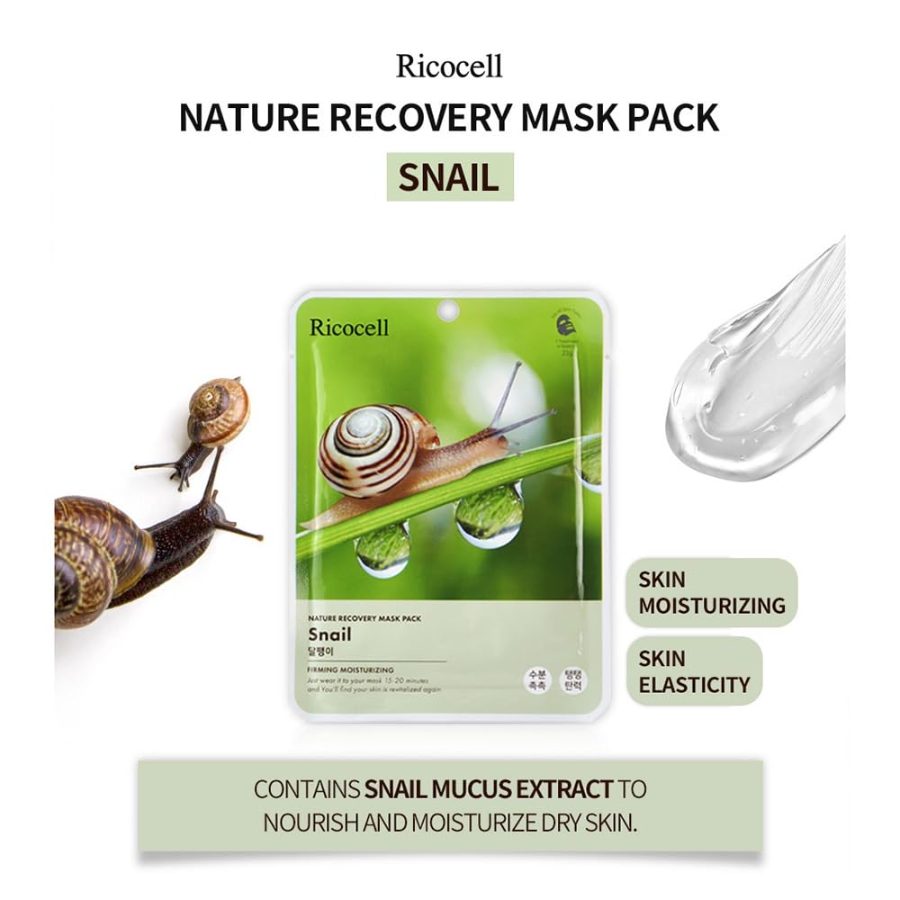 Ricocell
NATURE RECOVERY MASK PACK
SNAIL
Ricocell
NATURE RECOVERY MASK PACK
Snail
달팽이
FIRMING MOISTURIZING
Just wear it to your mask 15-20 minutes
and You'll find your skin is revitalized again
수분
촉촉
탱탱
탄력
SKIN
MOISTURIZING
SKIN
ELASTICITY
CONTAINS SNAIL MUCUS EXTRACT TO
NOURISH AND MOISTURIZE DRY SKIN.